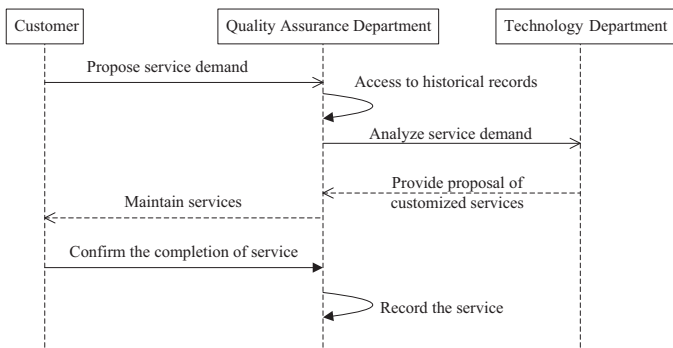 Customer
Quality Assurance Department
Technology Department
Propose service demand
Access to historical records
Analyze service demand
Provide proposal of
customized services
Maintain services
Confirm the completion of service
Record the service